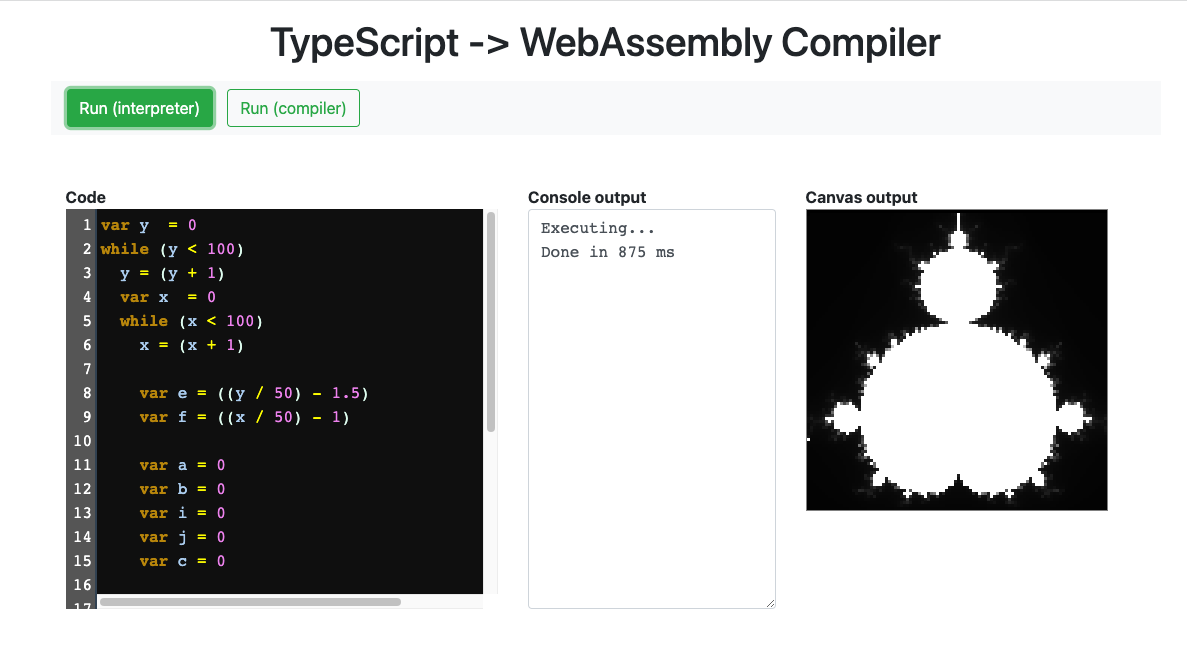 TypeScript -> WebAssembly Compiler
Run (interpreter) Run (compiler)
Code
1 var y  = 0
2 while (y < 100)
3   y = (y + 1)
4   var x  = 0
5   while (x < 100)
6     x = (x + 1)
7
8     var e = ((y / 50) - 1.5)
9     var f = ((x / 50) - 1)
10
11     var a = 0
12     var b = 0
13     var i = 0
14     var j = 0
15     var c = 0
16
17
Console output
Executing...
Done in 875 ms
Canvas output